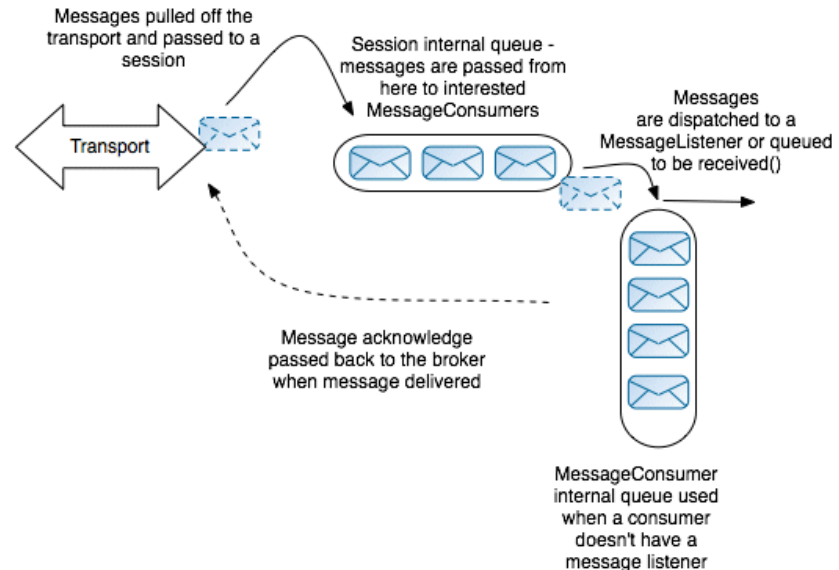 Messages pulled off the
transport and passed to a
session
Session internal queue -
messages are passed from
here to interested
MessageConsumers
Messages
are dispatched to a
MessageListener or queued
to be received()
Transport
Message acknowledge
passed back to the broker
when message delivered
MessageConsumer
internal queue used
when a consumer
doesn't have a
message listener